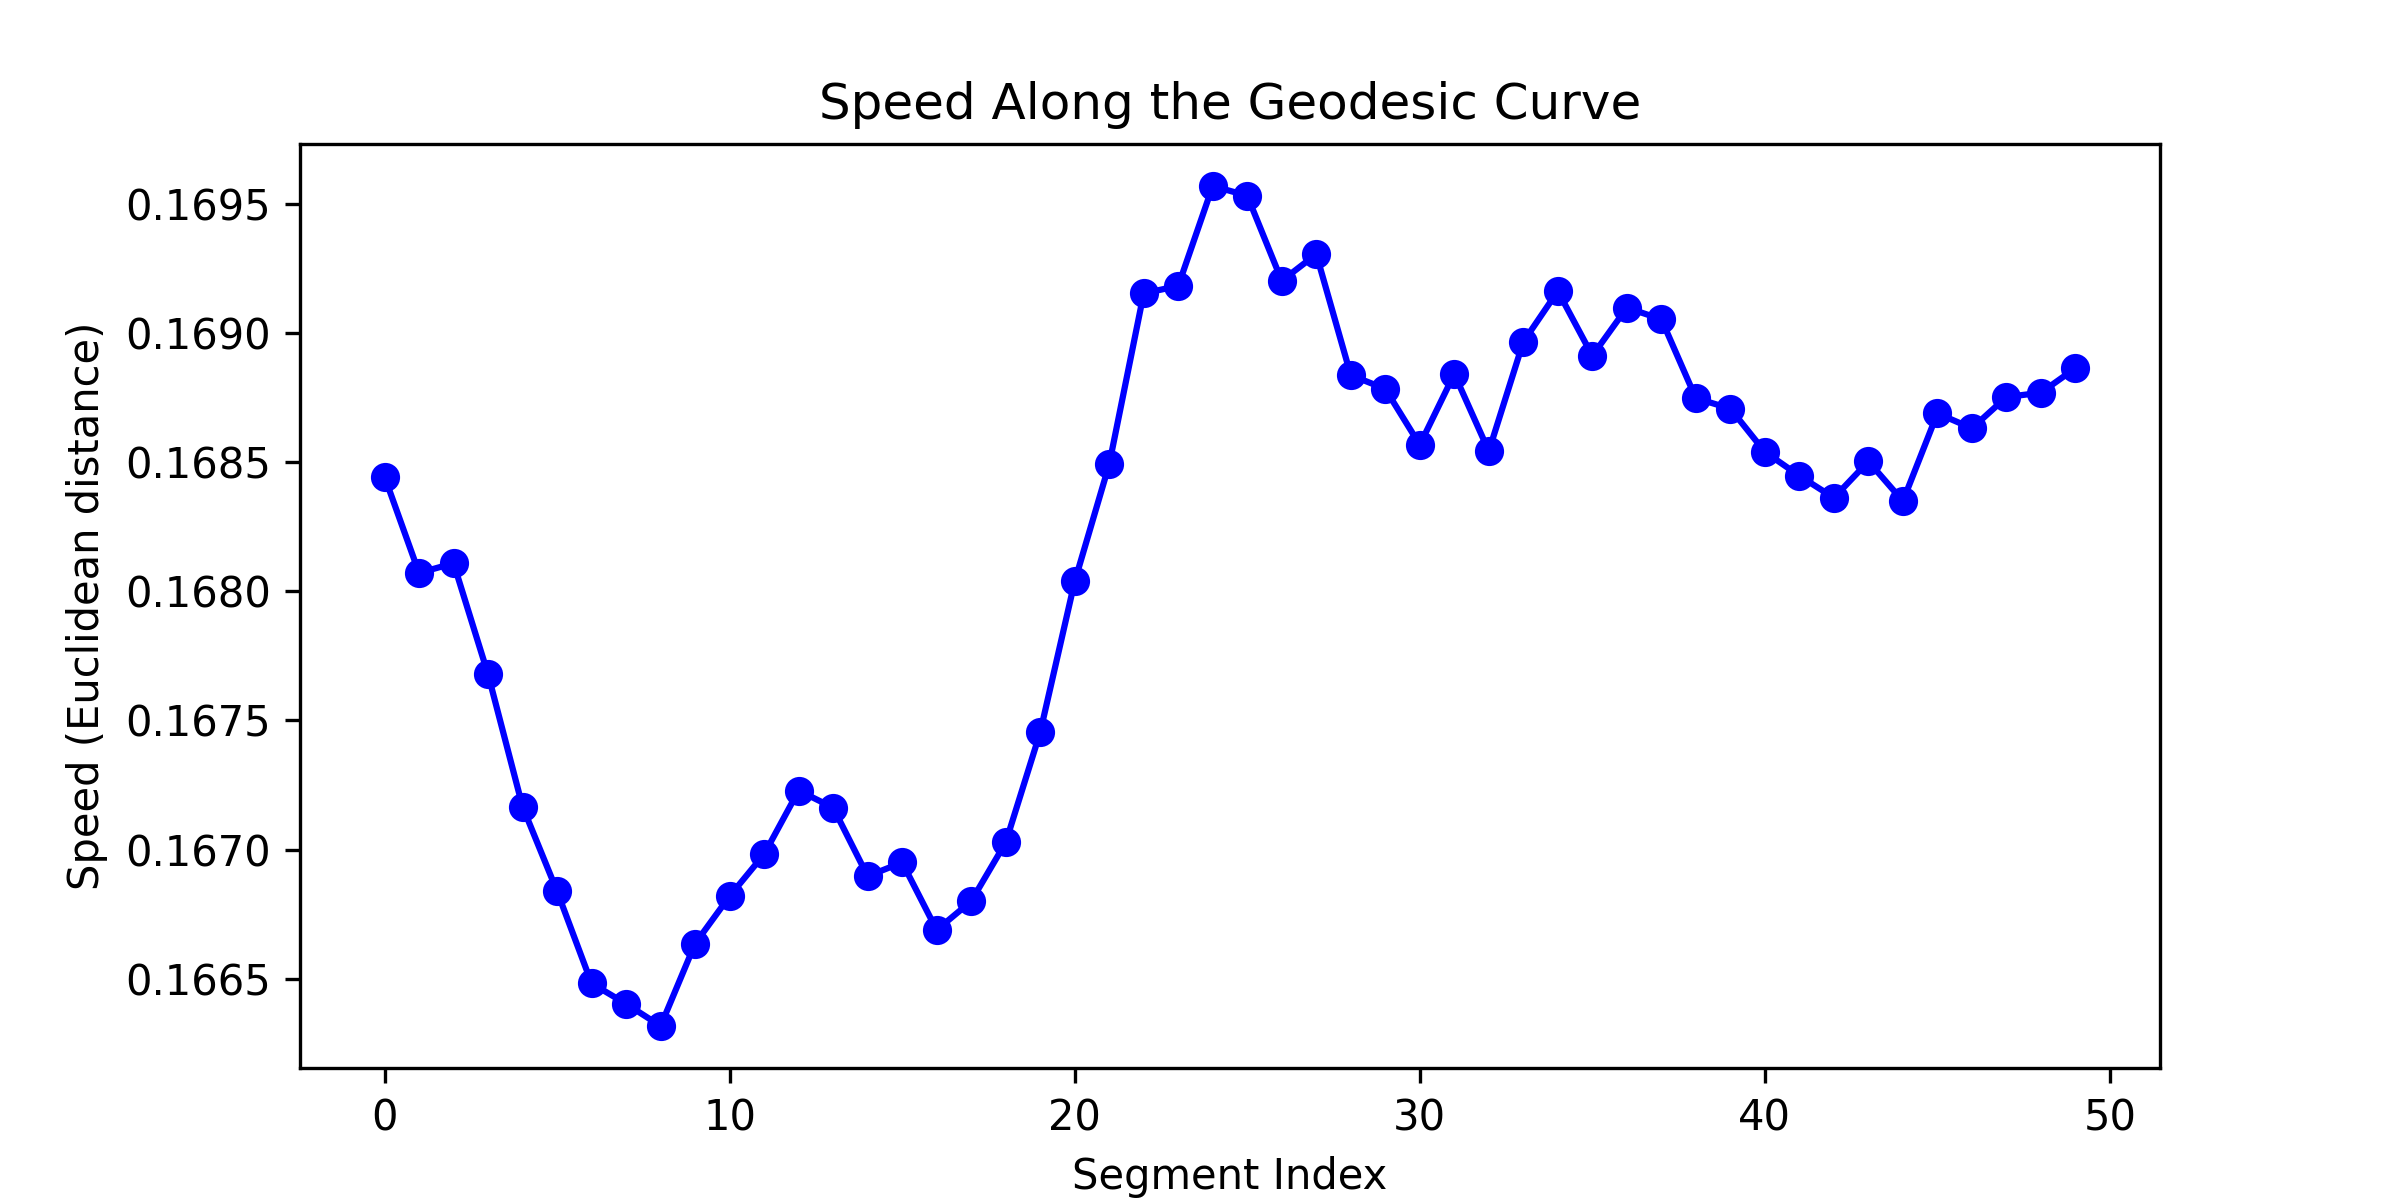 Speed Along the Geodesic Curve
Speed (Euclidean distance)
0.1695
0.1690
0.1685
0.1680
0.1675
0.1670
0.1665
0 10 20 30 40 50
Segment Index